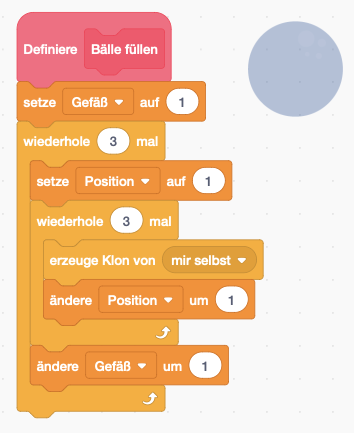 Definiere Bälle füllen
setze Gefäß auf 1
wiederhole 3 mal
setze Position auf 1
wiederhole 3 mal
erzeuge Klon von mir selbst
ändere Position um 1
ändere Gefäß um 1